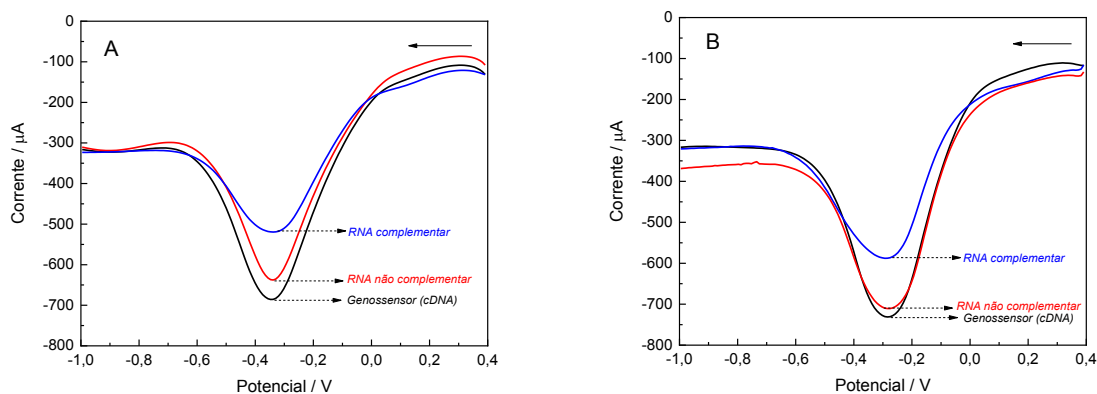 A
Corrente / µA
0
-100
-200
-300
-400
-500
-600
-700
-800
RNA complementar
RNA não complementar
Genossensor (cDNA)
-1,0 -0,8 -0,6 -0,4 -0,2 0,0 0,2 0,4
Potencial / V
B
Corrente / µA
0
-100
-200
-300
-400
-500
-600
-700
-800
RNA complementar
RNA não complementar
Genossensor (cDNA)
-1,0 -0,8 -0,6 -0,4 -0,2 0,0 0,2 0,4
Potencial / V